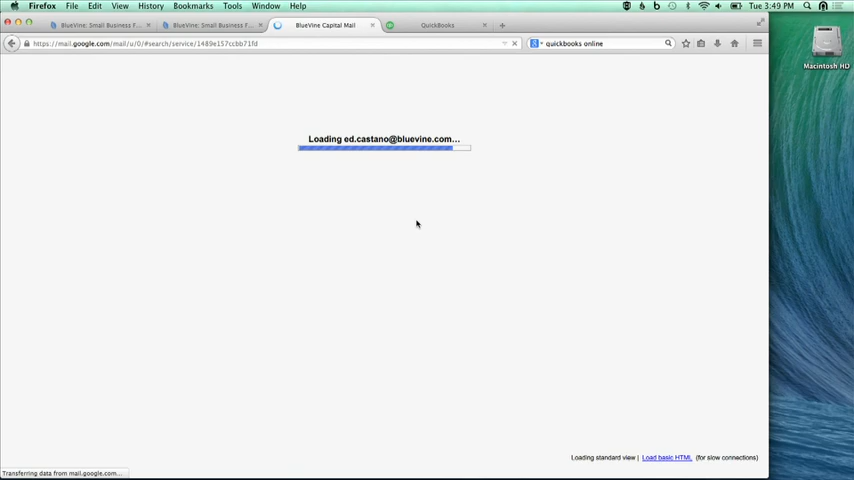 Firefox File Edit View History Bookmarks Tools Window Help
Tue 3:49 PM
BlueVine: Small Business F...
BlueVine: Small Business F...
BlueVine Capital Mail
QuickBooks
https://mail.google.com/mail/u/0/#search/service/1489e157ccbb71fd
quickbooks online
Macintosh HD
Loading ed.castano@bluevine.com...
Loading standard view | Load basic HTML (for slow connections)
Transferring data from mail.google.com...